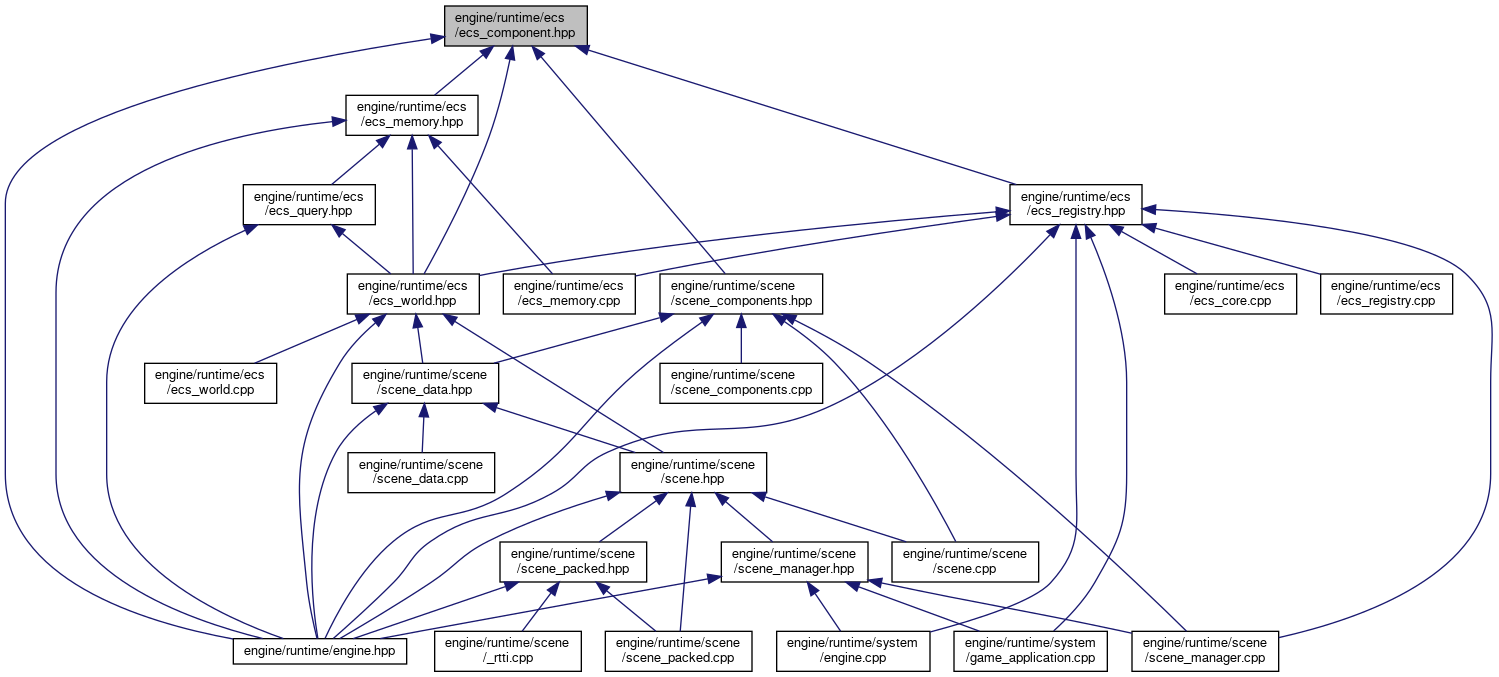 engine/runtime/ecs
/ecs_component.hpp
engine/runtime/ecs
/ecs_memory.hpp
engine/runtime/ecs
/ecs_query.hpp
engine/runtime/ecs
/ecs_registry.hpp
engine/runtime/ecs
/ecs_world.hpp
engine/runtime/ecs
/ecs_memory.cpp
engine/runtime/scene
/scene_components.hpp
engine/runtime/ecs
/ecs_core.cpp
engine/runtime/ecs
/ecs_registry.cpp
engine/runtime/ecs
/ecs_world.cpp
engine/runtime/scene
/scene_data.hpp
engine/runtime/scene
/scene_components.cpp
engine/runtime/scene
/scene_data.cpp
engine/runtime/scene
/scene.hpp
engine/runtime/scene
/scene_packed.hpp
engine/runtime/scene
/scene_manager.hpp
engine/runtime/scene
/scene.cpp
engine/runtime/engine.hpp
engine/runtime/scene
/_rtti.cpp
engine/runtime/scene
/scene_packed.cpp
engine/runtime/system
/engine.cpp
engine/runtime/system
/game_application.cpp
engine/runtime/scene
/scene_manager.cpp